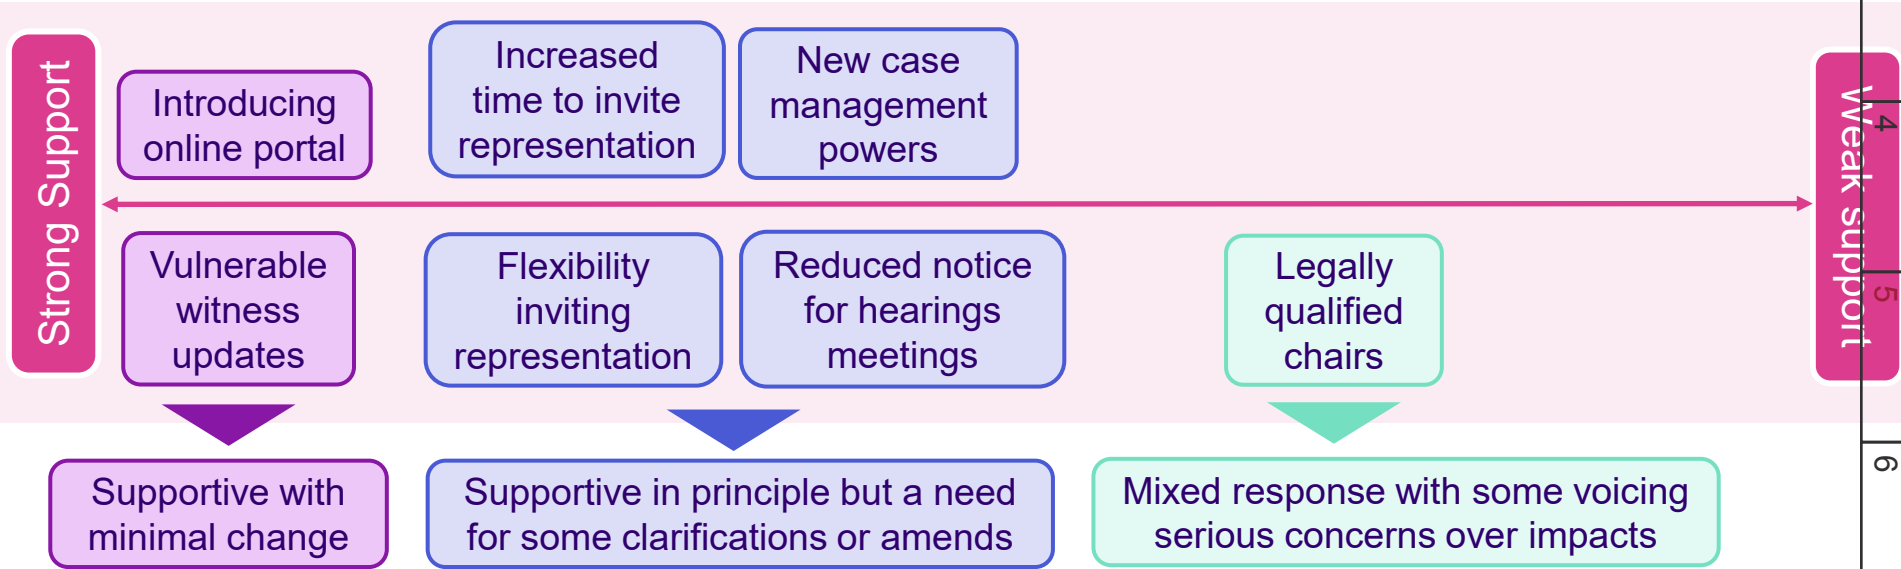 Strong Support
Introducing
online portal
Increased
time to invite
representation
New case
management
powers
Weak support
Vulnerable
witness
updates
Flexibility
inviting
representation
Reduced notice
for hearings
meetings
Legally
qualified
chairs
Supportive with
minimal change
Supportive in principle but a need
for some clarifications or amends
Mixed response with some voicing
serious concerns over impacts
4
5
6